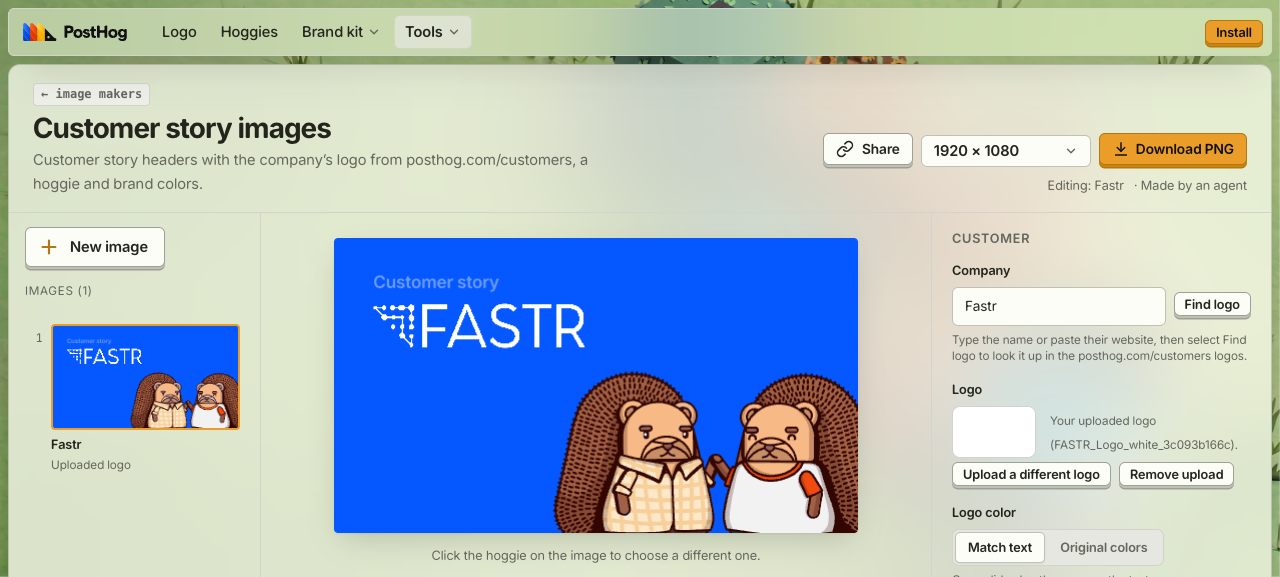 PostHog
Logo
Hoggies
Brand kit
Tools
Install
← image makers
Customer story images
Customer story headers with the company's logo from posthog.com/customers, a
hoggie and brand colors.
Share
1920 × 1080
Download PNG
Editing: Fastr · Made by an agent
New image
IMAGES (1)
1
Customer story
FASTR
Fastr
Uploaded logo
Customer story
FASTR
Click the hoggie on the image to choose a different one.
CUSTOMER
Company
Fastr
Find logo
Type the name or paste their website, then select Find
logo to look it up in the posthog.com/customers logos.
Logo
Your uploaded logo
(FASTR_Logo_white_3c093b166c).
Upload a different logo
Remove upload
Logo color
Match text
Original colors